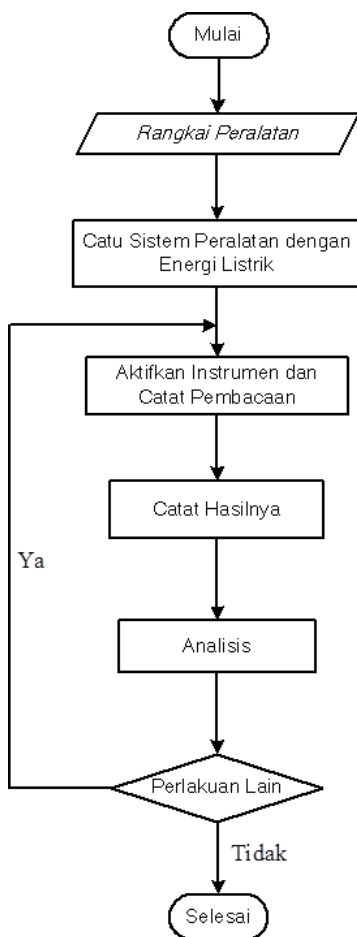 Mulai
Rangkai Peralatan
Catu Sistem Peralatan dengan
Energi Listrik
Aktifkan Instrumen dan
Catat Pembacaan
Catat Hasilnya
Ya
Analisis
Perlakuan Lain
Tidak
Selesai